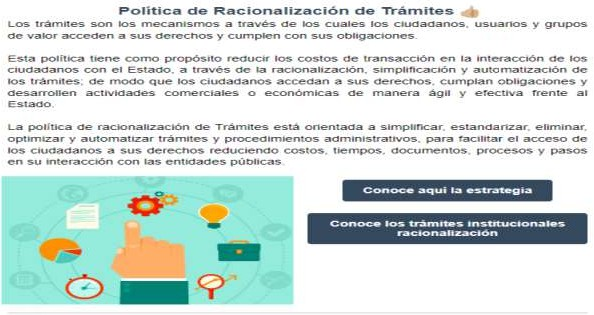 Política de Racionalización de Trámites
Los trámites son los mecanismos a través de los cuales los ciudadanos, usuarios y grupos
de valor acceden a sus derechos y cumplen con sus obligaciones.
Esta política tiene como propósito reducir los costos de transacción en la interacción de los
ciudadanos con el Estado, a través de la racionalización, simplificación y automatización de
los trámites; de modo que los ciudadanos accedan a sus derechos, cumplan obligaciones y
desarrollen actividades comerciales o económicas de manera ágil y efectiva frente al
Estado.
La política de racionalización de Trámites está orientada a simplificar, estandarizar, eliminar,
optimizar y automatizar trámites y procedimientos administrativos, para facilitar el acceso de
los ciudadanos a sus derechos reduciendo costos, tiempos, documentos, procesos y pasos
en su interacción con las entidades públicas.
Conoce aqui la estrategia
Conoce los trámites institucionales
racionalización